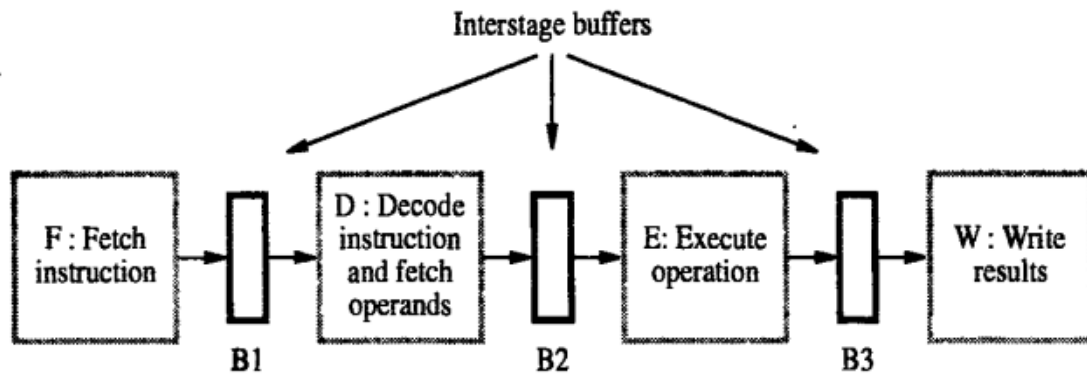 Interstage buffers
F : Fetch
instruction
D : Decode
instruction
and fetch
operands
E: Execute
operation
W : Write
results
B1
B2
B3